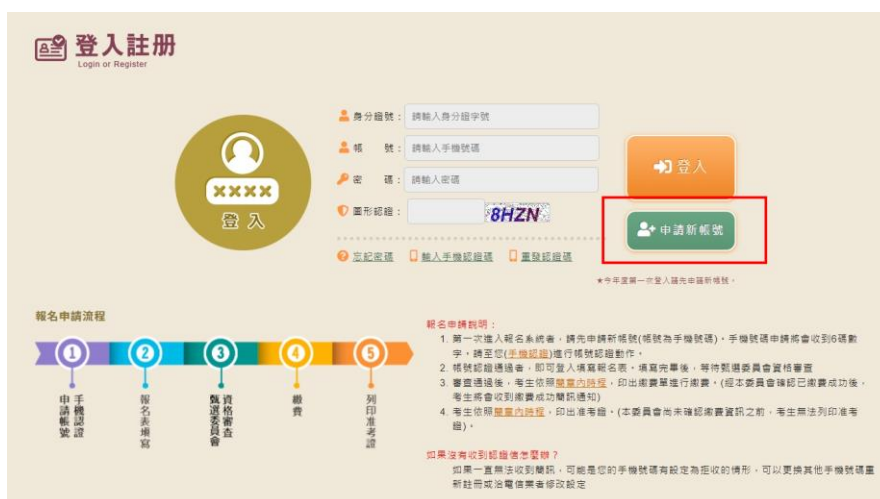 登入註册
Login or Register
身分證號：
請輸入身分證字號
帳 號：
請輸入手機號碼
密 碼：
請輸入密碼
圖形認證：
8HZN
XXXX
登 入
登入
申請新帳號
忘記密碼
輸入手機認證碼
重發認證碼
★今年度第一次登入請先申請新帳號。
報名申請流程
1
2
3
4
5
手機認證
申請帳號
報名表填寫
資格審查
甄選委員會
繳費
列印准考證
報名申請說明：
1. 第一次進入報名系統者，請先申請新帳號(帳號為手機號碼)。手機號碼申請將會收到6碼數
字，請至您(手機認證)進行帳號認證動作。
2. 帳號認證通過者，即可登入填寫報名表。填寫完畢後，等待甄選委員會資格審查
3. 審查通過後，考生依照簡章內時程，印出繳費單進行繳費。(經本委員會確認已繳費成功後，
考生將會收到繳費成功簡訊通知)
4. 考生依照簡章內時程，印出准考證。(本委員會尚未確認繳費資訊之前，考生無法列印准考
證)。
如果沒有收到認證信怎麼辦？
如果一直無法收到簡訊，可能是您的手機號碼有設定為拒收的情形，可以更換其他手機號碼重
新註冊或洽電信業者修改設定